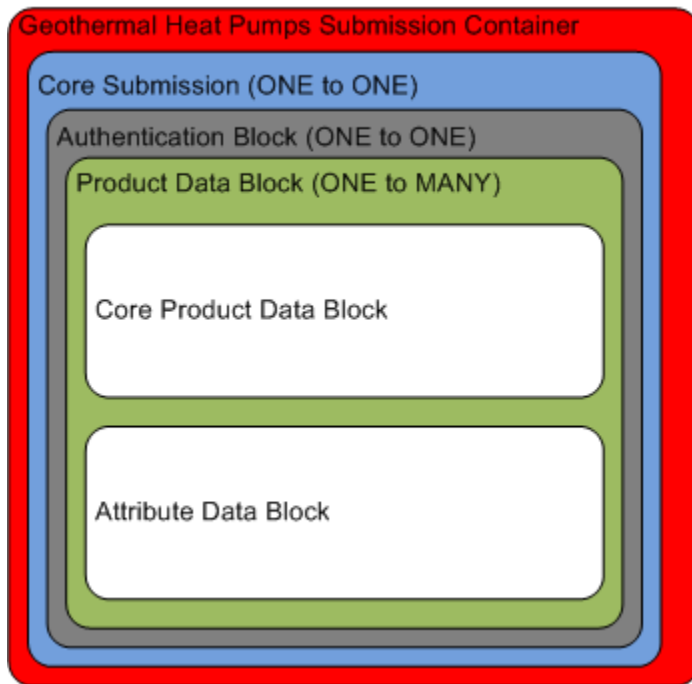 Geothermal Heat Pumps Submission Container
Core Submission (ONE to ONE)
Authentication Block (ONE to ONE)
Product Data Block (ONE to MANY)
Core Product Data Block
Attribute Data Block